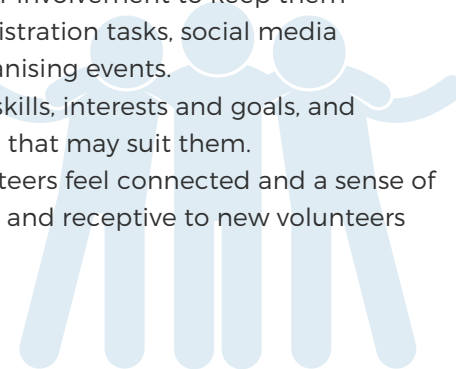 r involvement to keep them
istration tasks, social media
anising events.
skills, interests and goals, and
that may suit them.
teers feel connected and a sense of
and receptive to new volunteers